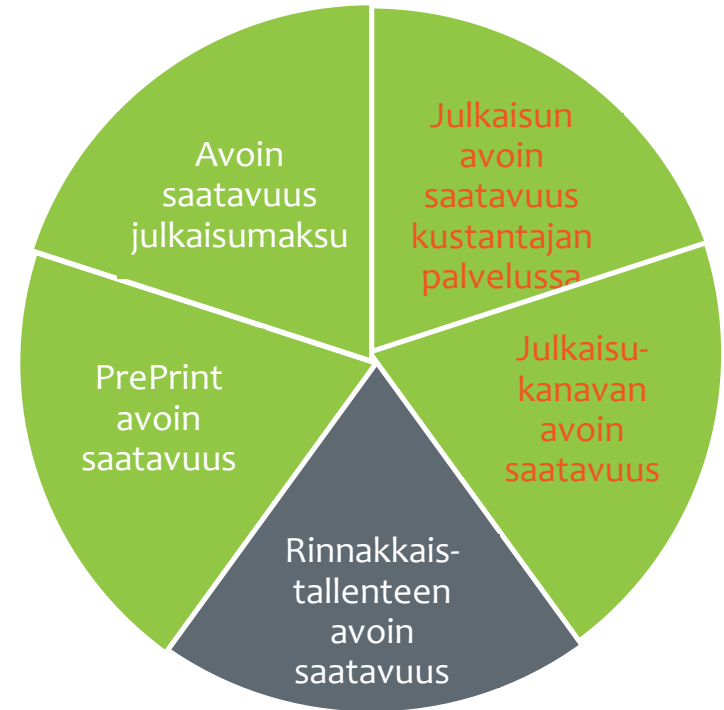 Julkaisun
avoin
saatavuus
kustantajan
palvelussa
Julkaisu-
kanavan
avoin
saatavuus
Rinnakkais-
tallenteen
avoin
saatavuus
PrePrint
avoin
saatavuus
Avoin
saatavuus
julkaisumaksu